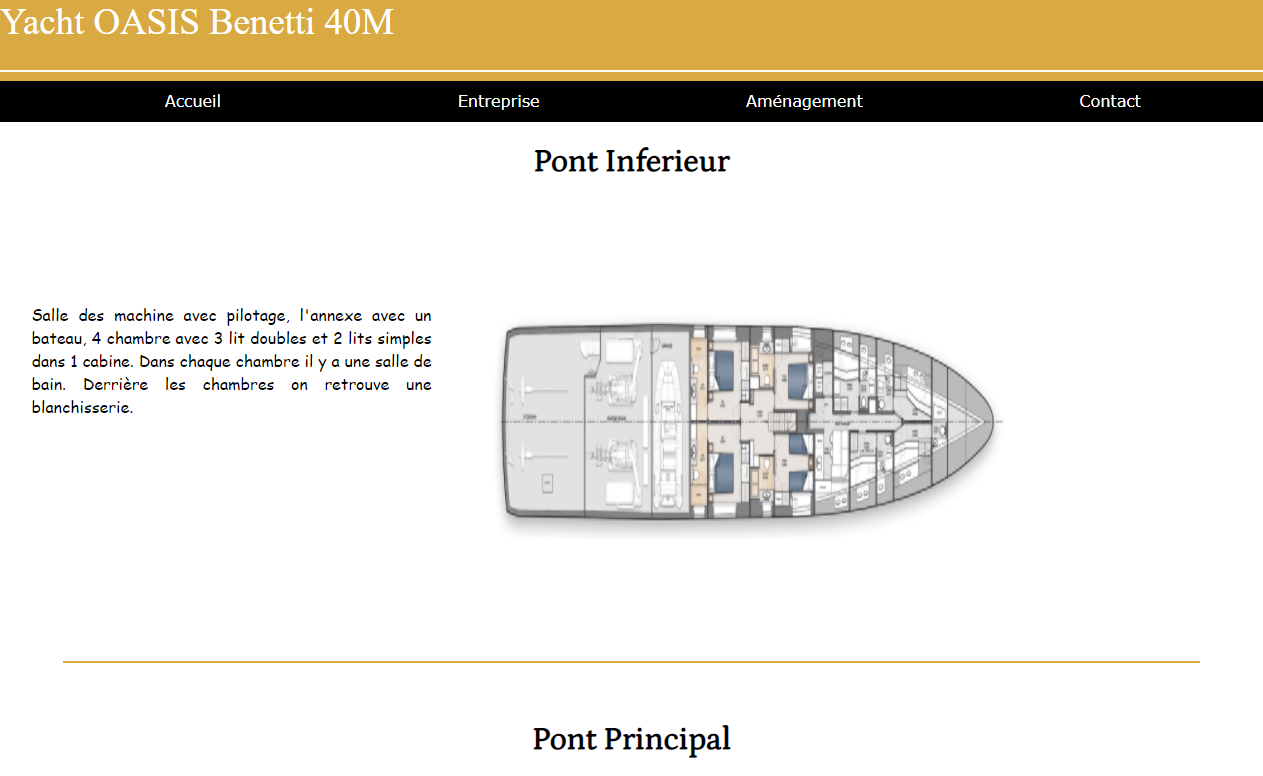 Yacht OASIS Benetti 40M
Accueil Entreprise Aménagement Contact
Pont Inferieur
Salle des machine avec pilotage, l'annexe avec un
bateau, 4 chambre avec 3 lit doubles et 2 lits simples
dans 1 cabine. Dans chaque chambre il y a une salle de
bain. Derrière les chambres on retrouve une
blanchisserie.
Pont Principal